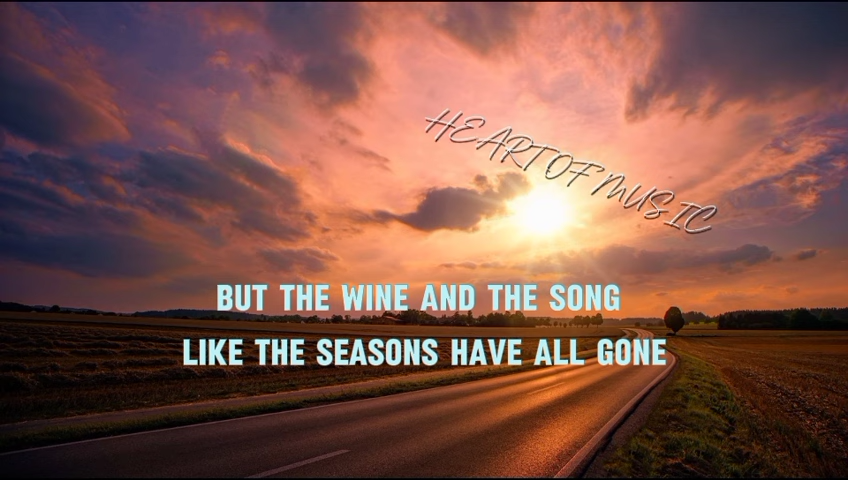 HEART OF MUSIC
BUT THE WINE AND THE SONG
LIKE THE SEASONS HAVE ALL GONE